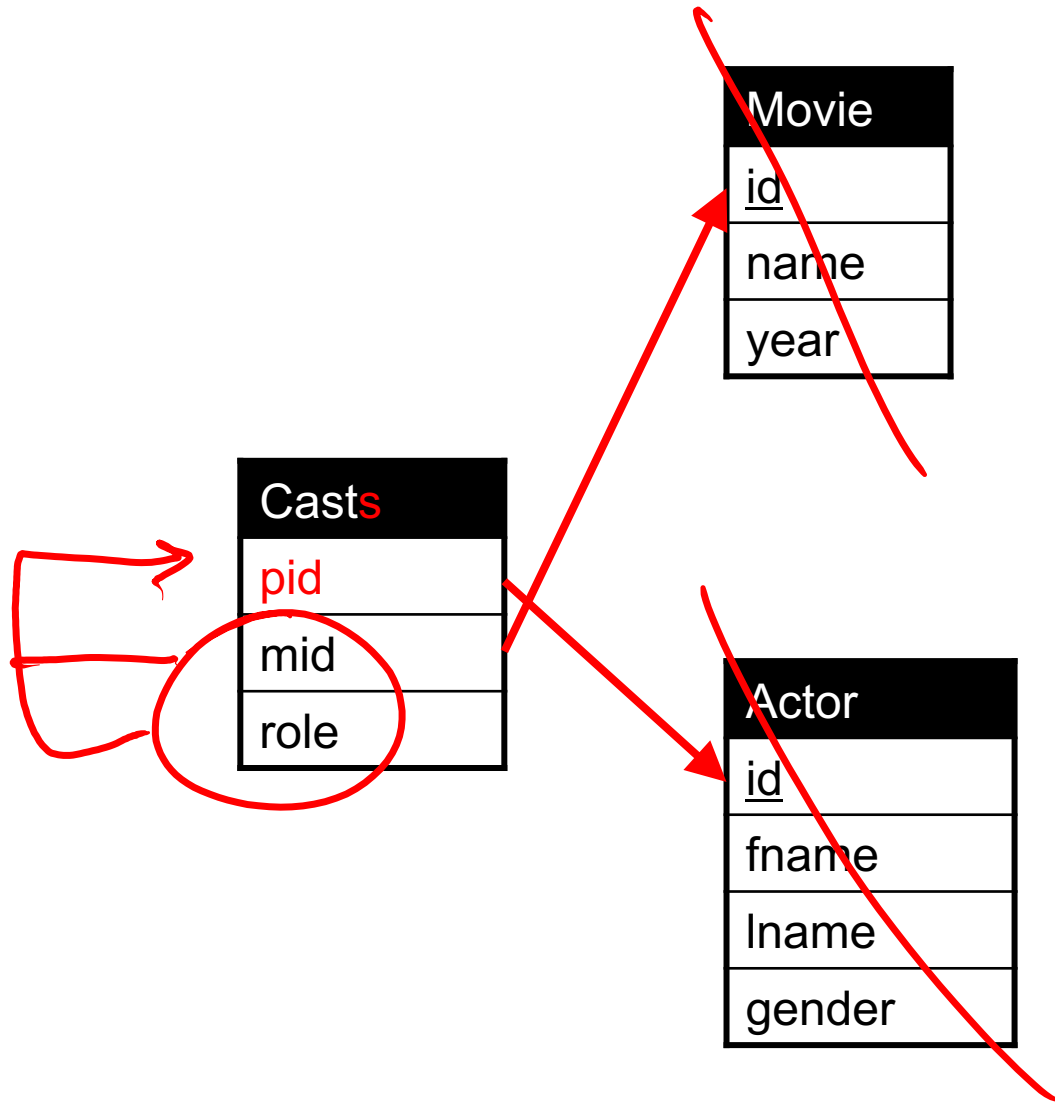 Movie
id
name
year
Casts
pid
mid
role
Actor
id
fname
lname
gender